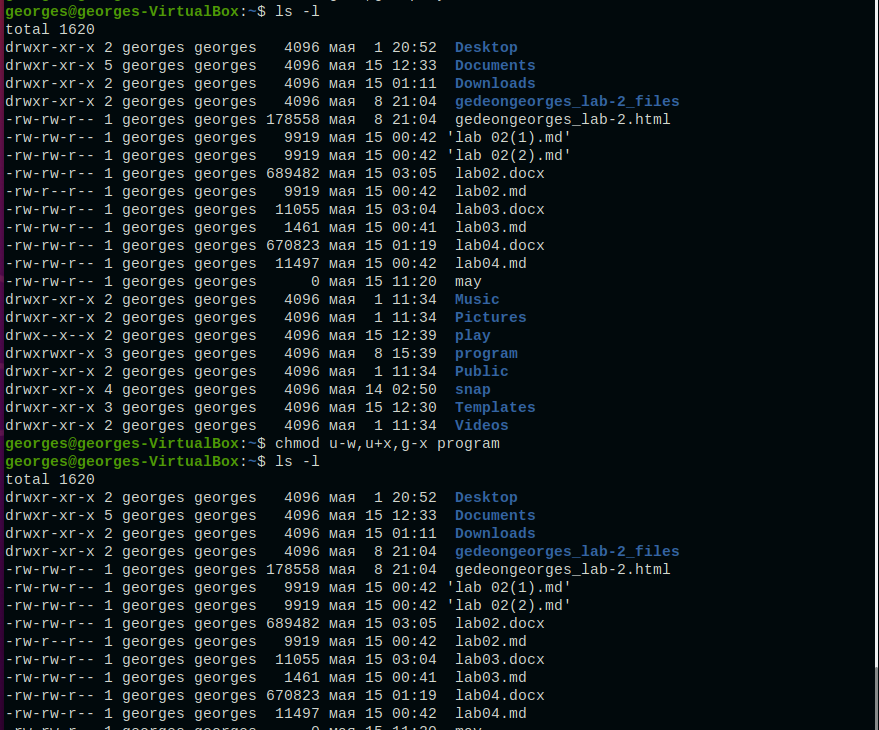 georges@georges-VirtualBox:~$ ls -l
total 1620
drwxr-xr-x 2 georges georges   4096 мая  1 20:52  Desktop
drwxr-xr-x 5 georges georges   4096 мая 15 12:33  Documents
drwxr-xr-x 2 georges georges   4096 мая 15 01:11  Downloads
drwxr-xr-x 2 georges georges   4096 мая  8 21:04  gedeongeorges_lab-2_files
-rw-rw-r-- 1 georges georges 178558 мая  8 21:04  gedeongeorges_lab-2.html
-rw-rw-r-- 1 georges georges   9919 мая 15 00:42 'lab 02(1).md'
-rw-rw-r-- 1 georges georges   9919 мая 15 00:42 'lab 02(2).md'
-rw-rw-r-- 1 georges georges 689482 мая 15 03:05  lab02.docx
-rw-r--r-- 1 georges georges   9919 мая 15 00:42  lab02.md
-rw-rw-r-- 1 georges georges  11055 мая 15 03:04  lab03.docx
-rw-rw-r-- 1 georges georges   1461 мая 15 00:41  lab03.md
-rw-rw-r-- 1 georges georges 670823 мая 15 01:19  lab04.docx
-rw-rw-r-- 1 georges georges  11497 мая 15 00:42  lab04.md
-rw-rw-r-- 1 georges georges      0 мая 15 11:20  may
drwxr-xr-x 2 georges georges   4096 мая  1 11:34  Music
drwxr-xr-x 2 georges georges   4096 мая  1 11:34  Pictures
drwx--x--x 2 georges georges   4096 мая 15 12:39  play
drwxrwxr-x 3 georges georges   4096 мая  8 15:39  program
drwxr-xr-x 2 georges georges   4096 мая  1 11:34  Public
drwxr-xr-x 4 georges georges   4096 мая 14 02:50  snap
drwxr-xr-x 3 georges georges   4096 мая 15 12:30  Templates
drwxr-xr-x 2 georges georges   4096 мая  1 11:34  Videos
georges@georges-VirtualBox:~$ chmod u-w,u+x,g-x program
georges@georges-VirtualBox:~$ ls -l
total 1620
drwxr-xr-x 2 georges georges   4096 мая  1 20:52  Desktop
drwxr-xr-x 5 georges georges   4096 мая 15 12:33  Documents
drwxr-xr-x 2 georges georges   4096 мая 15 01:11  Downloads
drwxr-xr-x 2 georges georges   4096 мая  8 21:04  gedeongeorges_lab-2_files
-rw-rw-r-- 1 georges georges 178558 мая  8 21:04  gedeongeorges_lab-2.html
-rw-rw-r-- 1 georges georges   9919 мая 15 00:42 'lab 02(1).md'
-rw-rw-r-- 1 georges georges   9919 мая 15 00:42 'lab 02(2).md'
-rw-rw-r-- 1 georges georges 689482 мая 15 03:05  lab02.docx
-rw-r--r-- 1 georges georges   9919 мая 15 00:42  lab02.md
-rw-rw-r-- 1 georges georges  11055 мая 15 03:04  lab03.docx
-rw-rw-r-- 1 georges georges   1461 мая 15 00:41  lab03.md
-rw-rw-r-- 1 georges georges 670823 мая 15 01:19  lab04.docx
-rw-rw-r-- 1 georges georges  11497 мая 15 00:42  lab04.md